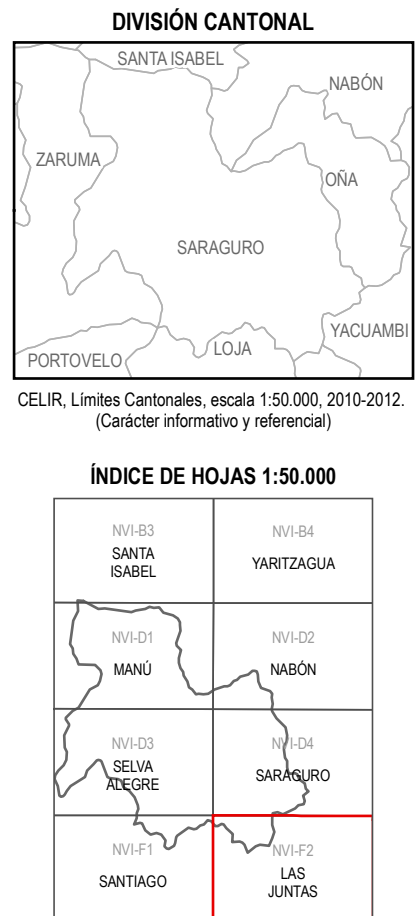 DIVISIÓN CANTONAL
SANTA ISABEL
NABÓN
ZARUMA
OÑA
SARAGURO
YACUAMBI
LOJA
PORTOVELO
CELIR, Límites Cantonales, escala 1:50.000, 2010-2012.
(Carácter informativo y referencial)
ÍNDICE DE HOJAS 1:50.000
NVI-B3
SANTA
ISABEL
NVI-B4
YARITZAGUA
NVI-D1
MANÚ
NVI-D2
NABÓN
NVI-D3
SELVA
ALEGRE
NVI-D4
SARAGURO
NVI-F1
SANTIAGO
NVI-F2
LAS
JUNTAS